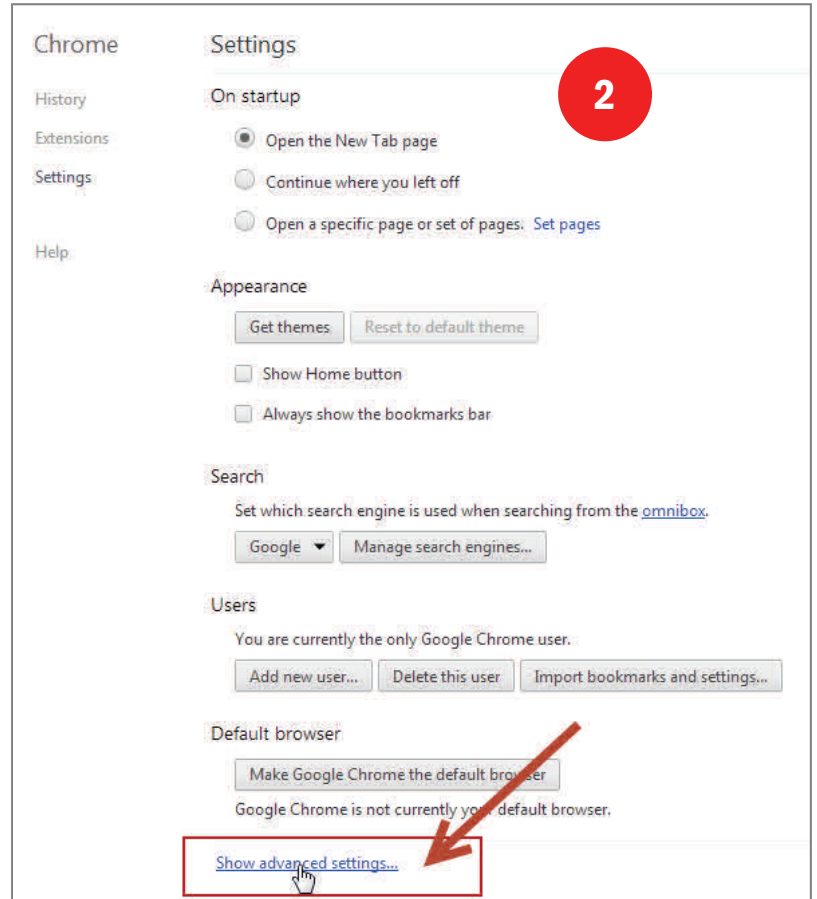 Chrome
Settings
2
History
Extensions
Settings
Help
On startup
Open the New Tab page
Continue where you left off
Open a specific page or set of pages. Set pages
Appearance
Get themes Reset to default theme
Show Home button
Always show the bookmarks bar
Search
Set which search engine is used when searching from the omnibox.
Google Manage search engines...
Users
You are currently the only Google Chrome user.
Add new user... Delete this user Import bookmarks and settings...
Default browser
Make Google Chrome the default browser
Google Chrome is not currently your default browser.
Show advanced settings...